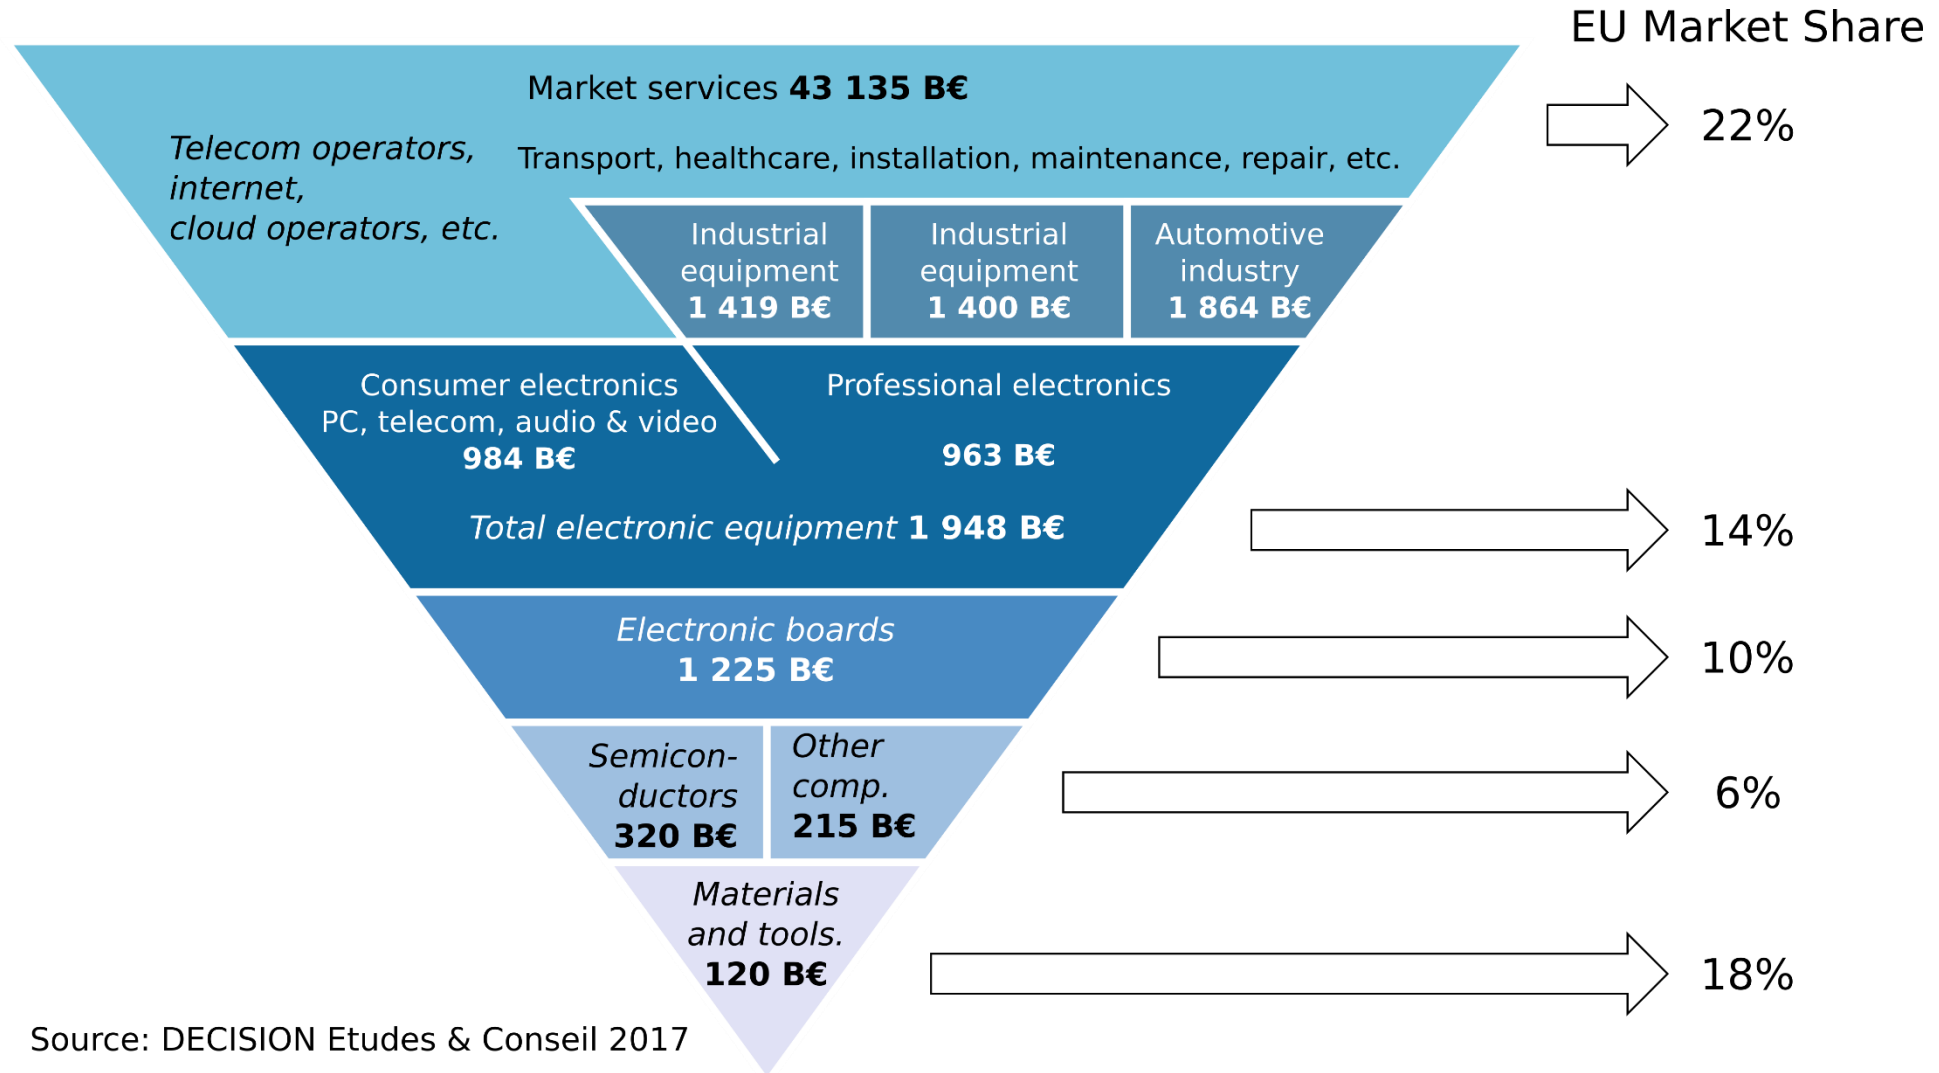 EU Market Share
Market services 43 135 B€
22%
Telecom operators,
internet,
cloud operators, etc.
Transport, healthcare, installation, maintenance, repair, etc.
Industrial
equipment
1 419 B€
Industrial
equipment
1 400 B€
Automotive
industry
1 864 B€
Consumer electronics
PC, telecom, audio & video
984 B€
Professional electronics
963 B€
Total electronic equipment 1 948 B€
14%
Electronic boards
1 225 B€
10%
Semicon-
ductors
320 B€
Other
comp.
215 B€
6%
Materials
and tools.
120 B€
18%
Source: DECISION Etudes & Conseil 2017